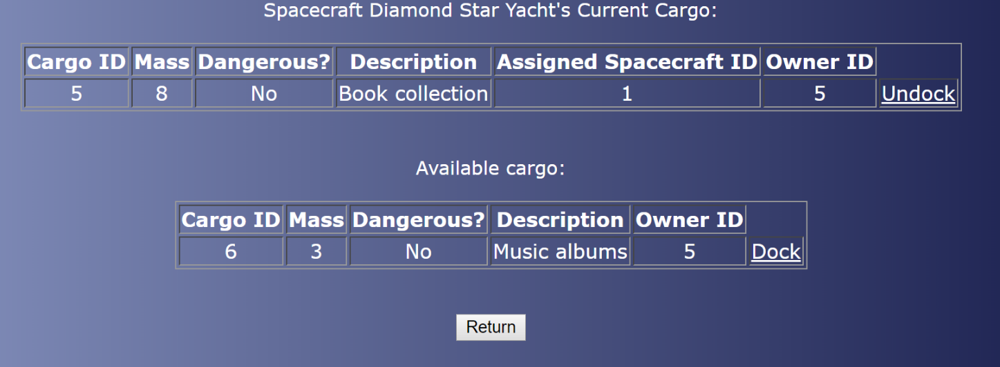 Spacecraft Diamond Star Yacht's Current Cargo:
Cargo ID Mass Dangerous? Description Assigned Spacecraft ID Owner ID
5 8 No Book collection 1 5 Undock
Available cargo:
Cargo ID Mass Dangerous? Description Owner ID
6 3 No Music albums 5 Dock
Return